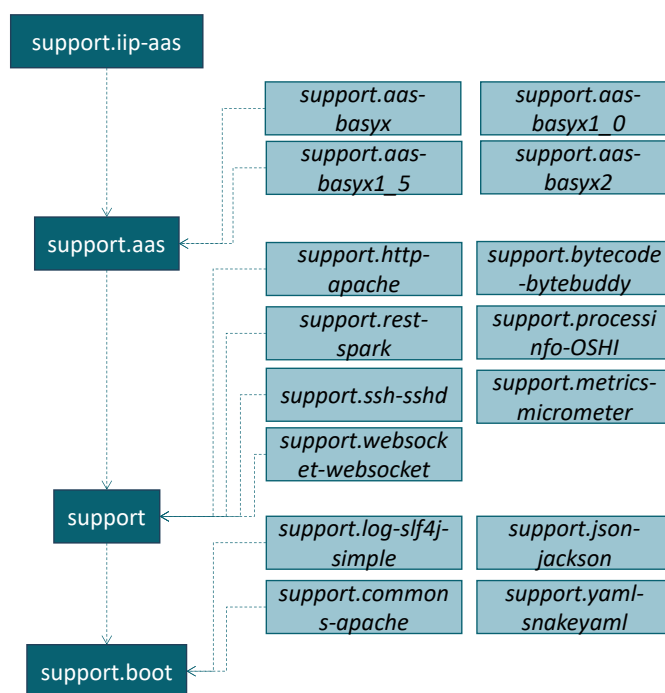 support.iip-aas
support.aas-
basyx
support.aas-
basyx1_0
support.aas-
basyx1_5
support.aas-
basyx2
support.aas
support.http-
apache
support.bytecode
-bytebuddy
support.rest-
spark
support.processi
nfo-OSHI
support.ssh-sshd
support.metrics-
micrometer
support.websock
et-websocket
support
support.log-slf4j-
simple
support.json-
jackson
support.common
s-apache
support.yaml-
snakeyaml
support.boot